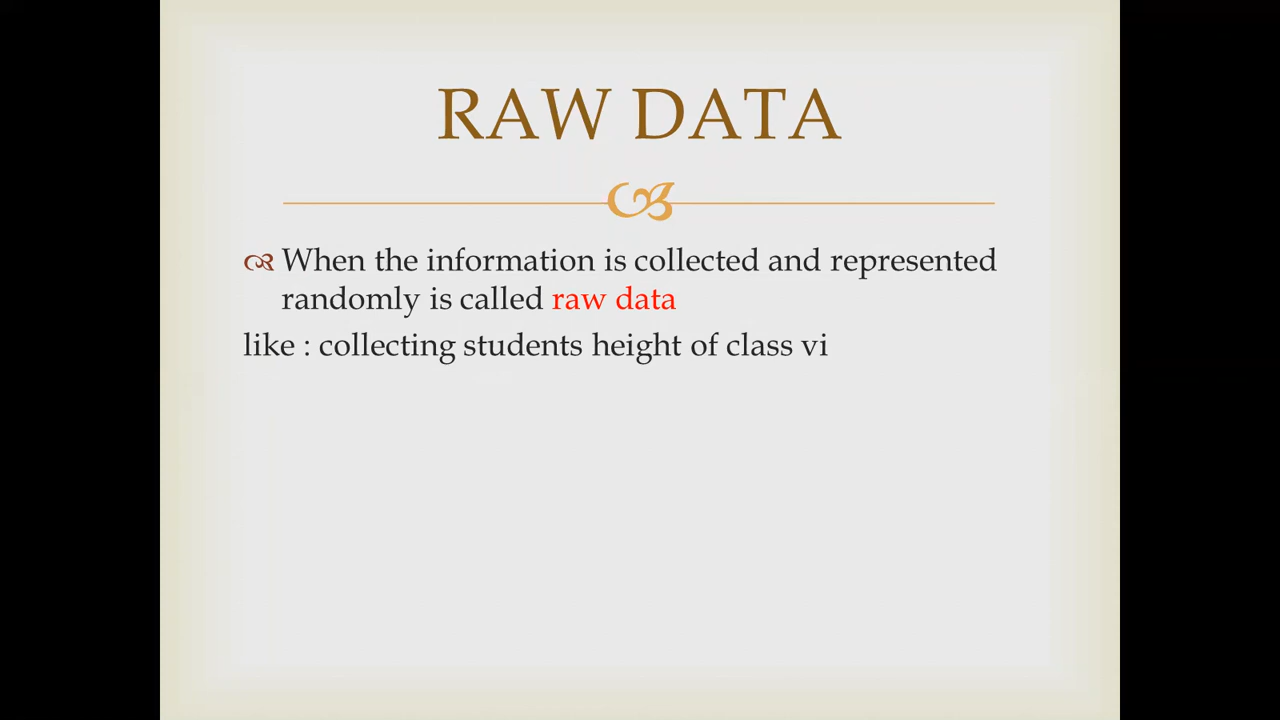 RAW DATA
When the information is collected and represented
randomly is called raw data
like : collecting students height of class vi